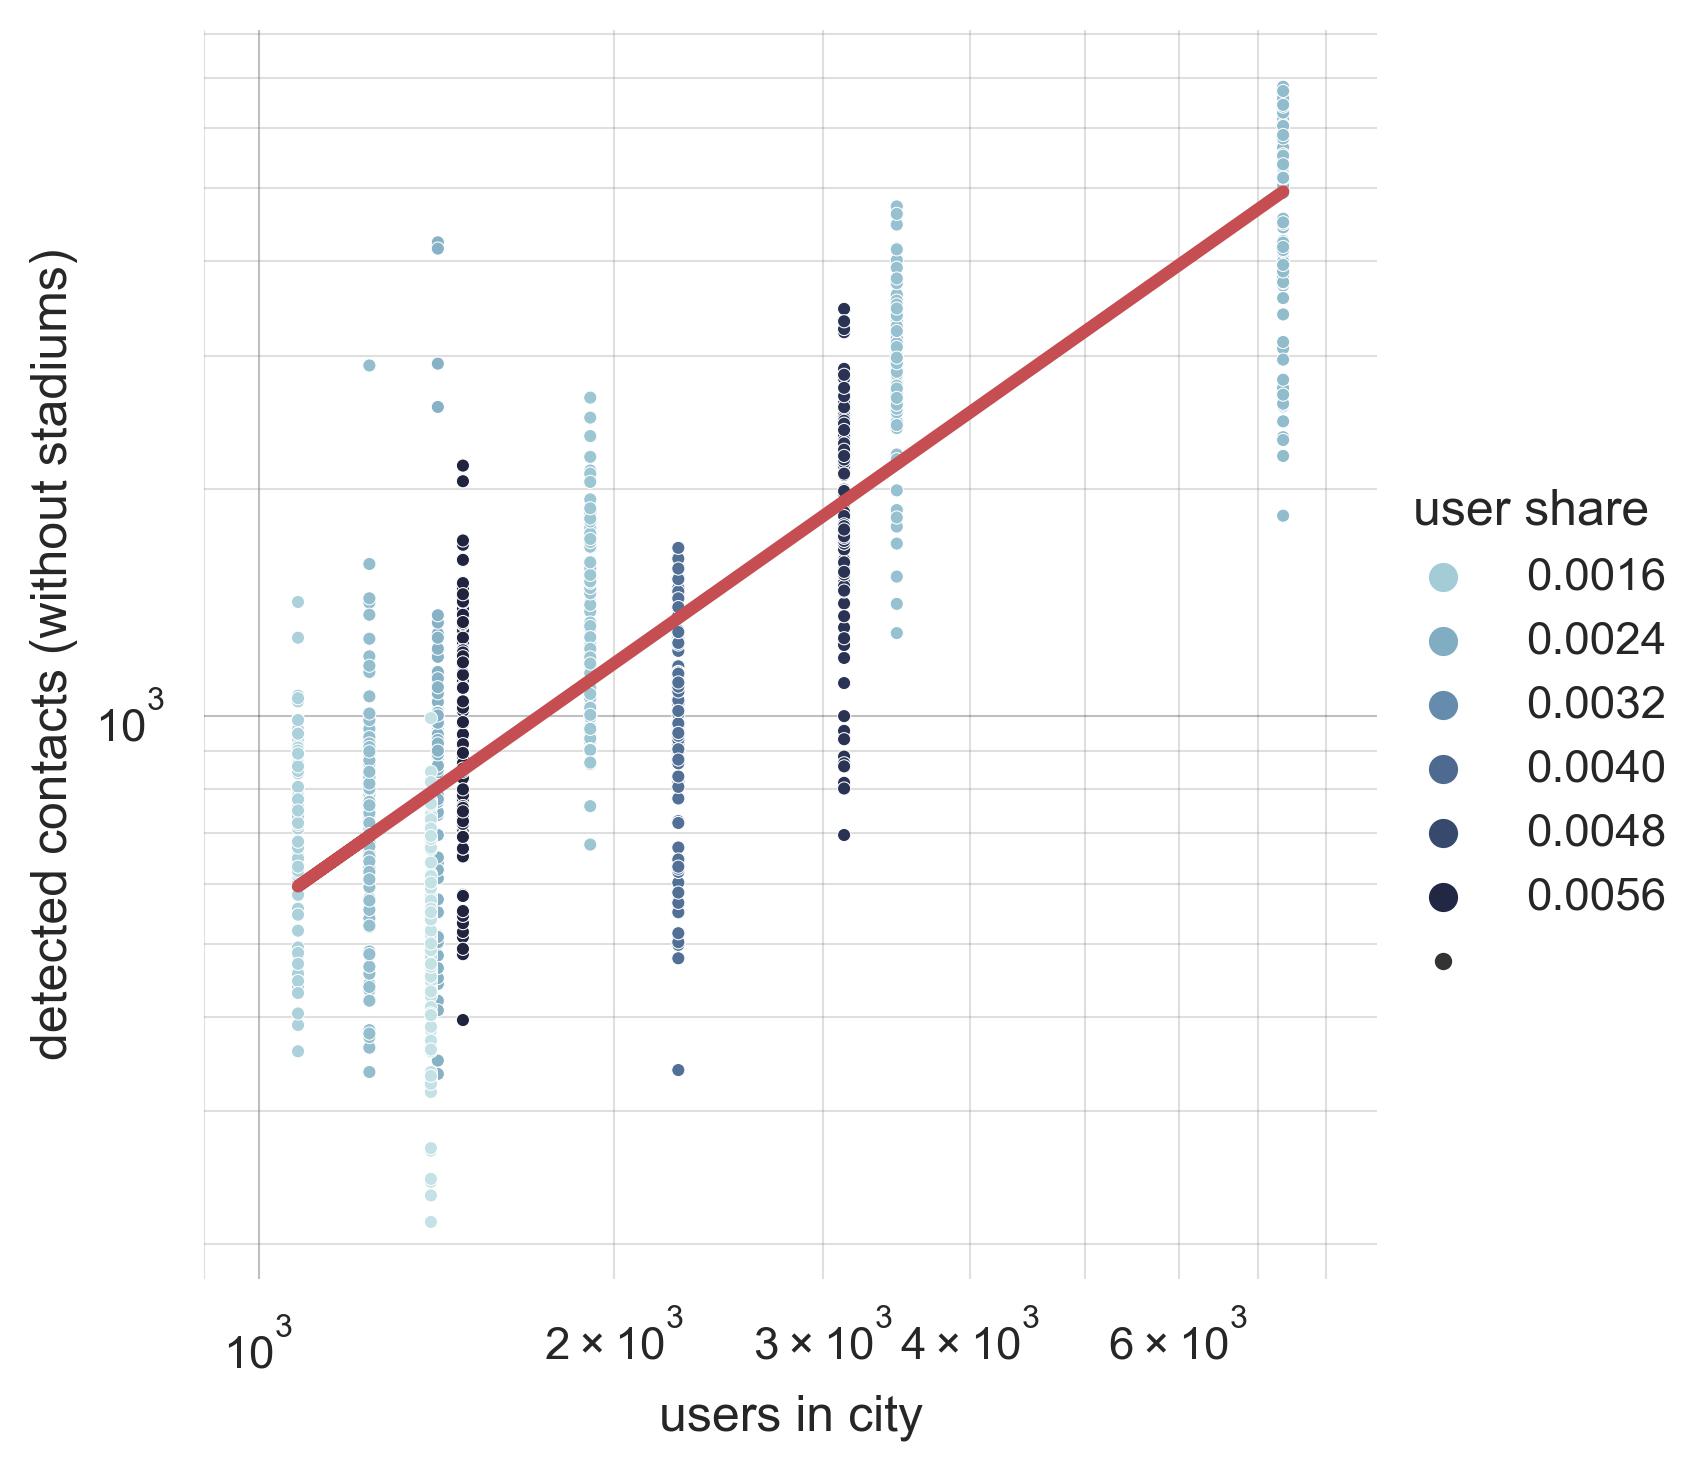 detected contacts (without stadiums)
10³
10³
2 × 10³
3 × 10³
4 × 10³
6 × 10³
users in city
user share
0.0016
0.0024
0.0032
0.0040
0.0048
0.0056